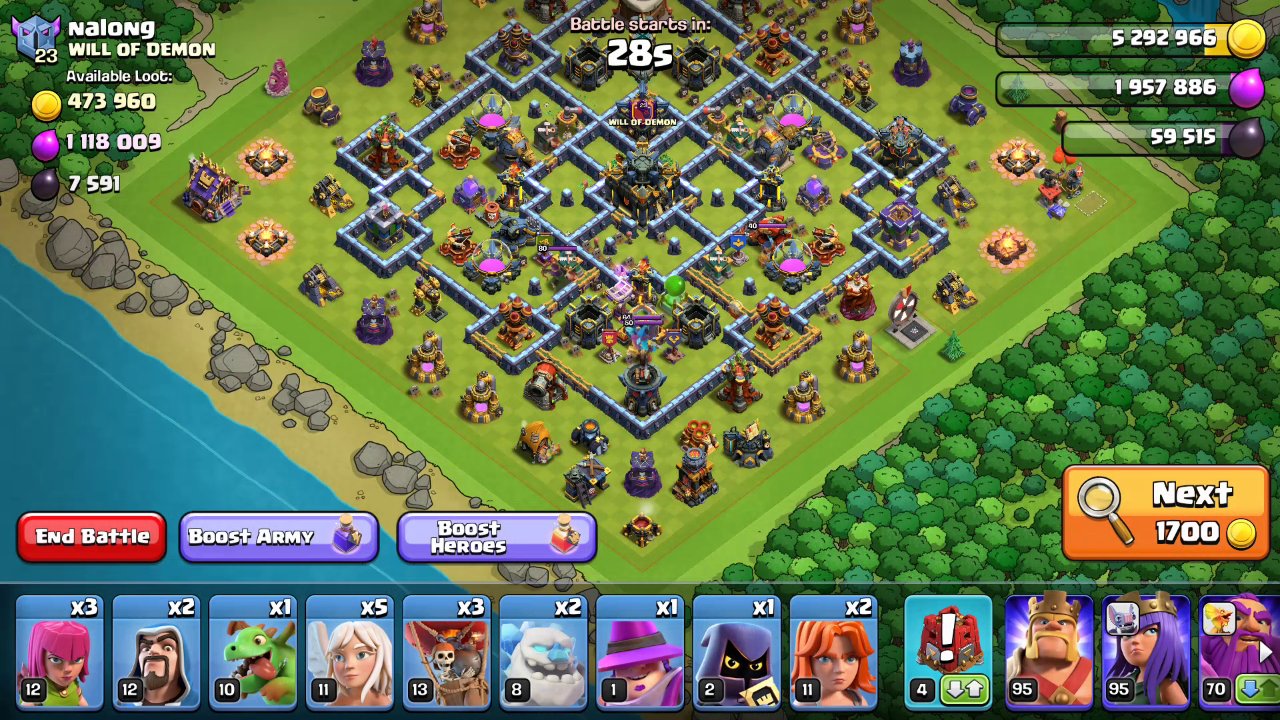 nalong
23
WILL OF DEMON
Available Loot:
473 960
1 118 009
7 591
Battle starts in:
28s
5 292 966
1 957 886
59 515
WILL OF DEMON
80
40
50
Next
1700
End Battle
Boost Army
Boost
Heroes
x3
x2
x1
x5
x3
x2
x1
x1
x2
12
12
10
11
13
8
1
2
11
4
95
95
70